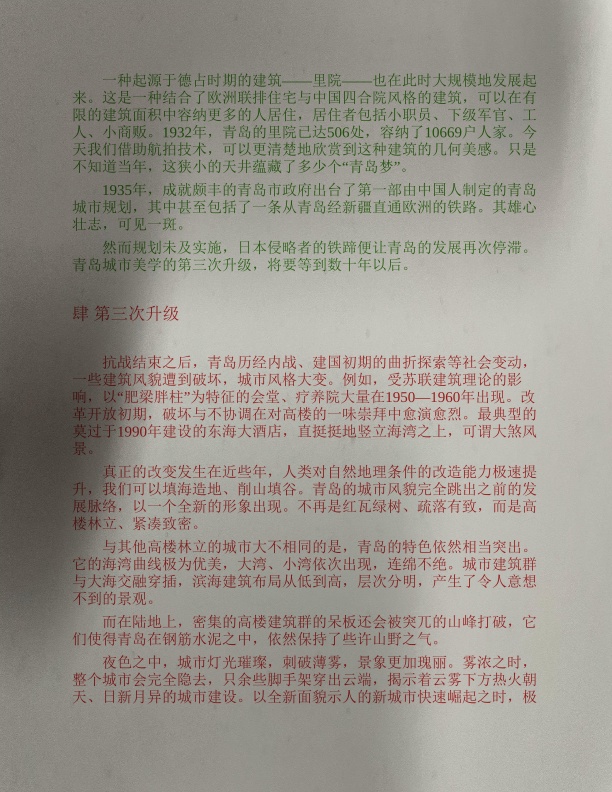 一种起源于德占时期的建筑——里院——也在此时大规模地发展起
来。这是一种结合了欧洲联排住宅与中国四合院风格的建筑，可以在有
限的建筑面积中容纳更多的人居住，居住者包括小职员、下级军官、工
人、小商贩。1932年，青岛的里院已达506处，容纳了10669户人家。今
天我们借助航拍技术，可以更清楚地欣赏到这种建筑的几何美感。只是
不知道当年，这狭小的天井蕴藏了多少个“青岛梦”。
1935年，成就颇丰的青岛市政府出台了第一部由中国人制定的青岛
城市规划，其中甚至包括了一条从青岛经新疆直通欧洲的铁路。其雄心
壮志，可见一斑。
然而规划未及实施，日本侵略者的铁蹄便让青岛的发展再次停滞。
青岛城市美学的第三次升级，将要等到数十年以后。
肆 第三次升级
抗战结束之后，青岛历经内战、建国初期的曲折探索等社会变动，
一些建筑风貌遭到破坏，城市风格大变。例如，受苏联建筑理论的影
响，以“肥梁胖柱”为特征的会堂、疗养院大量在1950—1960年出现。改
革开放初期，破坏与不协调在对高楼的一味崇拜中愈演愈烈。最典型的
莫过于1990年建设的东海大酒店，直挺挺地竖立海湾之上，可谓大煞风
景。
真正的改变发生在近些年，人类对自然地理条件的改造能力极速提
升，我们可以填海造地、削山填谷。青岛的城市风貌完全跳出之前的发
展脉络，以一个全新的形象出现。不再是红瓦绿树、疏落有致，而是高
楼林立、紧凑致密。
与其他高楼林立的城市大不相同的是，青岛的特色依然相当突出。
它的海湾曲线极为优美，大湾、小湾依次出现，连绵不绝。城市建筑群
与大海交融穿插，滨海建筑布局从低到高，层次分明，产生了令人意想
不到的景观。
而在陆地上，密集的高楼建筑群的呆板还会被突兀的山峰打破，它
们使得青岛在钢筋水泥之中，依然保持了些许山野之气。
夜色之中，城市灯光璀璨，刺破薄雾，景象更加瑰丽。雾浓之时，
整个城市会完全隐去，只余些脚手架穿出云端，揭示着云雾下方热火朝
天、日新月异的城市建设。以全新面貌示人的新城市快速崛起之时，极